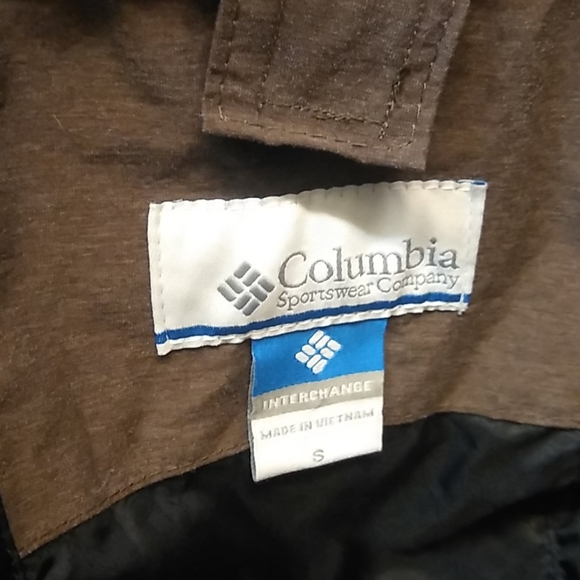 Columbia
Sportswear Company
INTERCHANGE
MADE IN VIETNAM
S